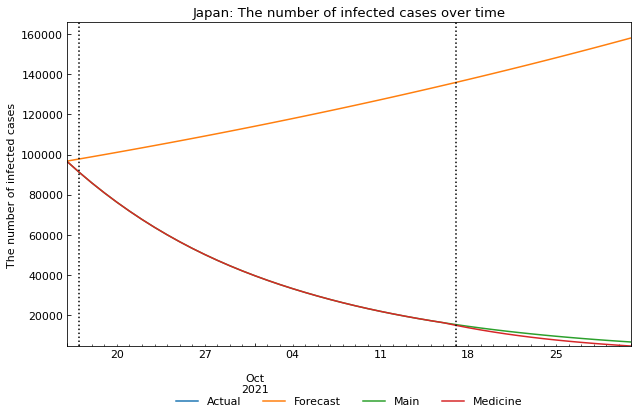 Japan: The number of infected cases over time
The number of infected cases
160000
140000
120000
100000
80000
60000
40000
20000
20 27 04 11 18 25
Oct
2021
Actual Forecast Main Medicine